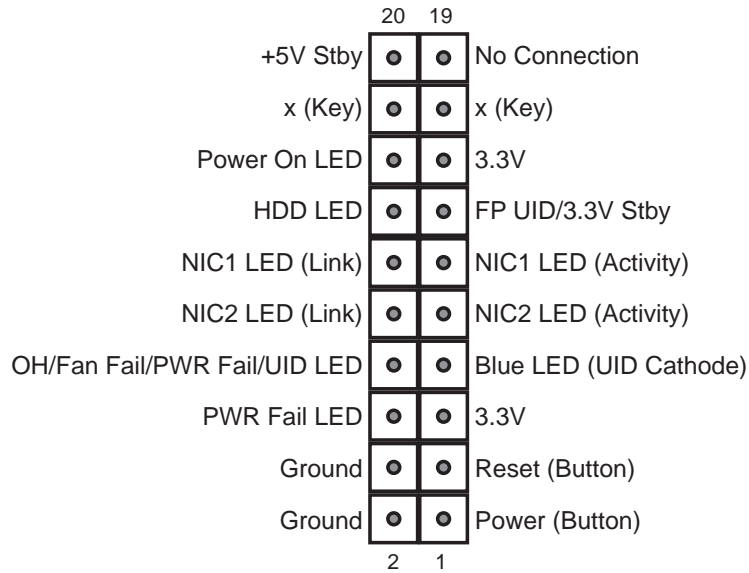 20 19
+5V Stby No Connection
x (Key) x (Key)
Power On LED 3.3V
HDD LED FP UID/3.3V Stby
NIC1 LED (Link) NIC1 LED (Activity)
NIC2 LED (Link) NIC2 LED (Activity)
OH/Fan Fail/PWR Fail/UID LED Blue LED (UID Cathode)
PWR Fail LED 3.3V
Ground Reset (Button)
Ground Power (Button)
2 1